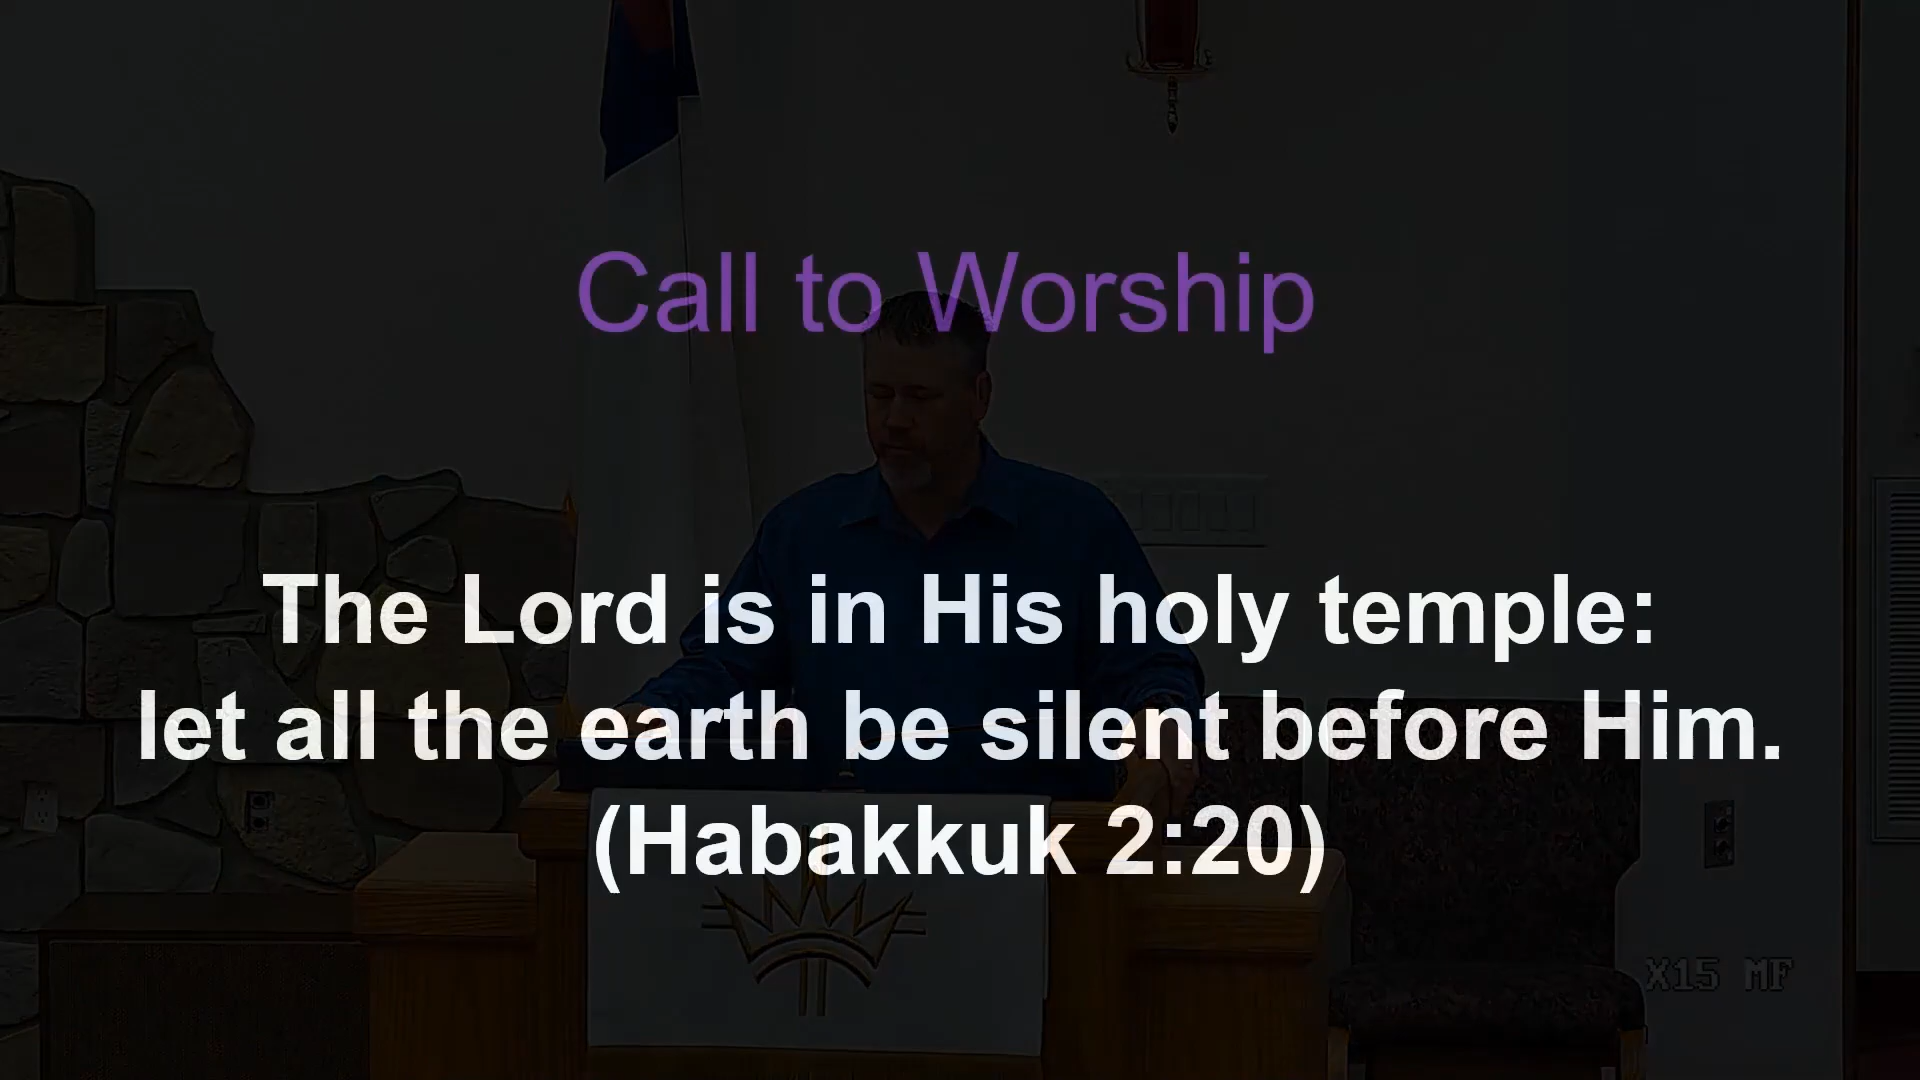 Call to Worship
The Lord is in His holy temple:
let all the earth be silent before Him.
(Habakkuk 2:20)
X15 MF